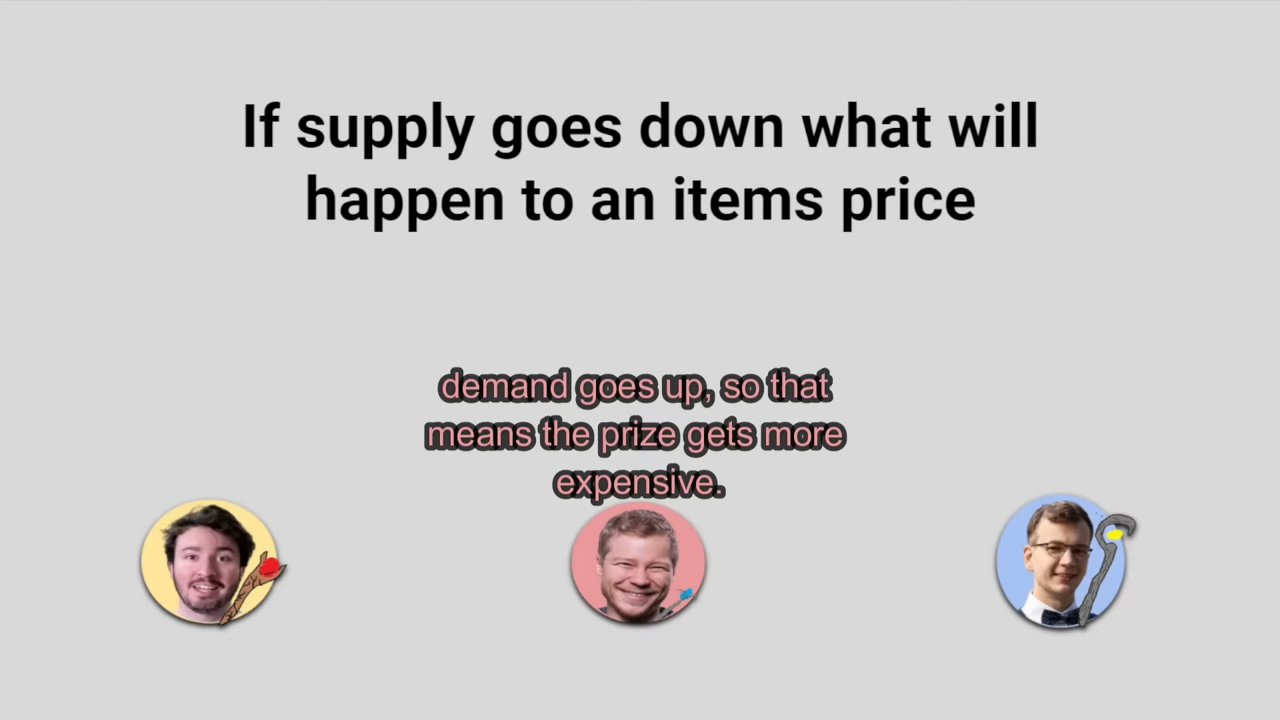 If supply goes down what will
happen to an items price
demand goes up, so that
means the prize gets more
expensive.